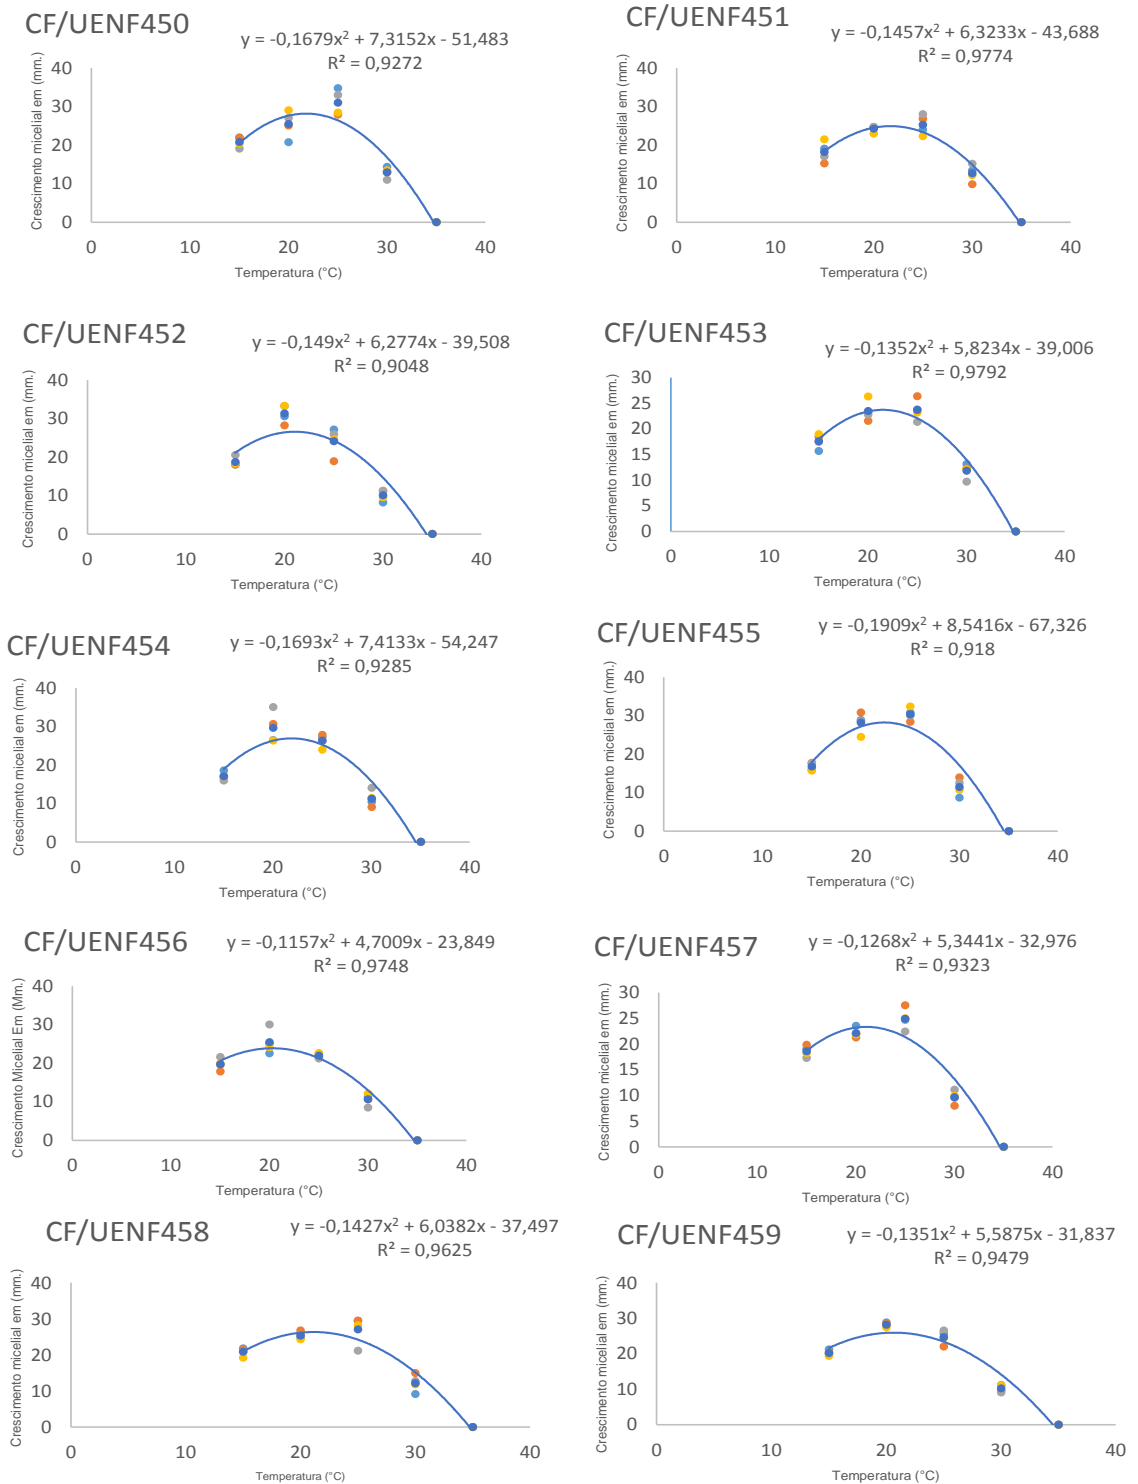 CF/UENF450
y = -0,1679x² + 7,3152x - 51,483
R² = 0,9272
Crescimento micelial em (mm.)
40
30
20
10
0
0 10 20 30 40
Temperatura (°C)
CF/UENF451
y = -0,1457x² + 6,3233x - 43,688
R² = 0,9774
Crescimento micelial em (mm.)
40
30
20
10
0
0 10 20 30 40
Temperatura (°C)
CF/UENF452
y = -0,149x² + 6,2774x - 39,508
R² = 0,9048
Crescimento micelial em (mm.)
40
30
20
10
0
0 10 20 30 40
Temperatura (°C)
CF/UENF453
y = -0,1352x² + 5,8234x - 39,006
R² = 0,9792
Crescimento micelial em (mm.)
30
25
20
15
10
5
0
0 10 20 30 40
Temperatura (°C)
CF/UENF454
y = -0,1693x² + 7,4133x - 54,247
R² = 0,9285
Crescimento micelial em (mm.)
40
30
20
10
0
0 10 20 30 40
Temperatura (°C)
CF/UENF455
y = -0,1909x² + 8,5416x - 67,326
R² = 0,918
Crescimento micelial em (mm.)
40
30
20
10
0
0 10 20 30 40
Temperatura (°C)
CF/UENF456
y = -0,1157x² + 4,7009x - 23,849
R² = 0,9748
Crescimento Micelial Em (Mm.)
40
30
20
10
0
0 10 20 30 40
Temperatura (°C)
CF/UENF457
y = -0,1268x² + 5,3441x - 32,976
R² = 0,9323
Crescimento micelial em (mm.)
30
25
20
15
10
5
0
0 10 20 30 40
Temperatura (°C)
CF/UENF458
y = -0,1427x² + 6,0382x - 37,497
R² = 0,9625
Crescimento micelial em (mm.)
40
30
20
10
0
0 10 20 30 40
Temperatura (°C)
CF/UENF459
y = -0,1351x² + 5,5875x - 31,837
R² = 0,9479
Crescimento micelial em (mm.)
40
30
20
10
0
0 10 20 30 40
Temperatura (°C)